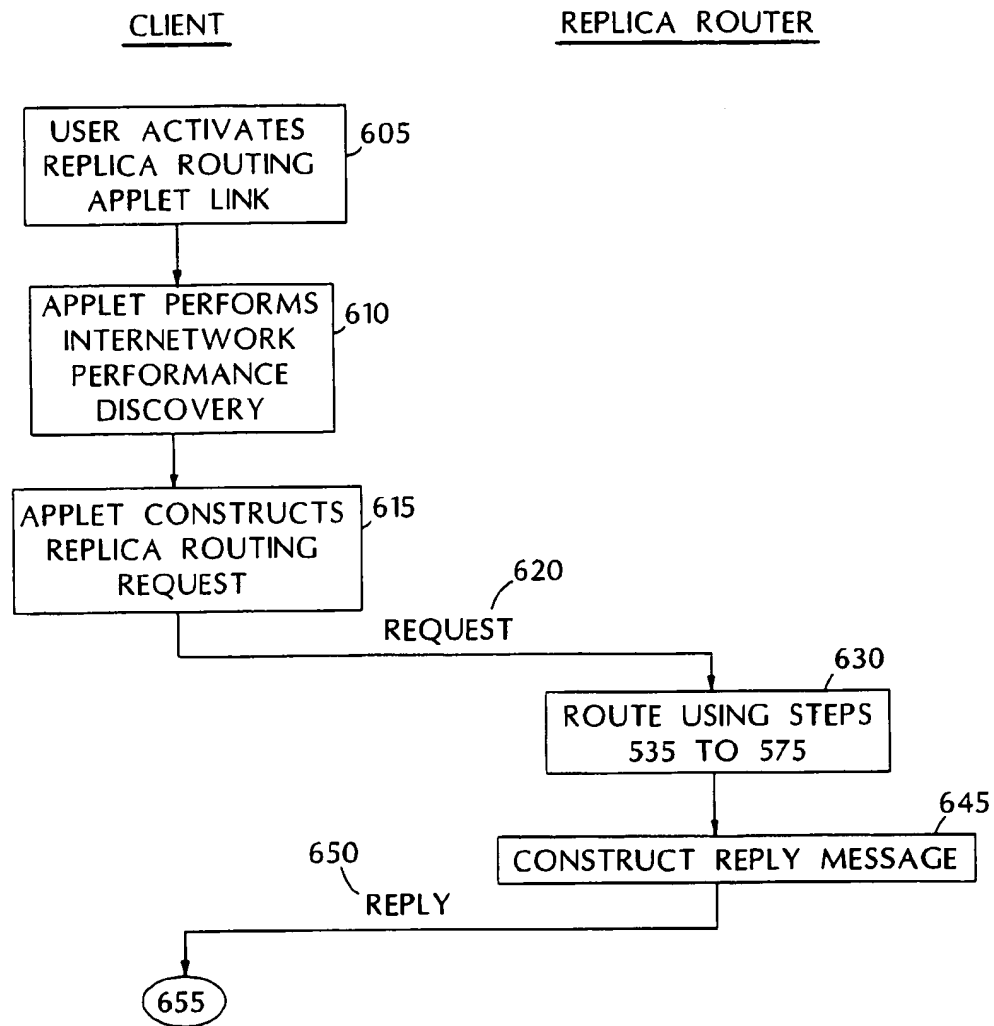 CLIENT
REPLICA ROUTER
USER ACTIVATES
REPLICA ROUTING
APPLET LINK
605
APPLET PERFORMS
INTERNETWORK
PERFORMANCE
DISCOVERY
610
APPLET CONSTRUCTS
REPLICA ROUTING
REQUEST
615
620
REQUEST
630
ROUTE USING STEPS
535 TO 575
645
CONSTRUCT REPLY MESSAGE
650
REPLY
655